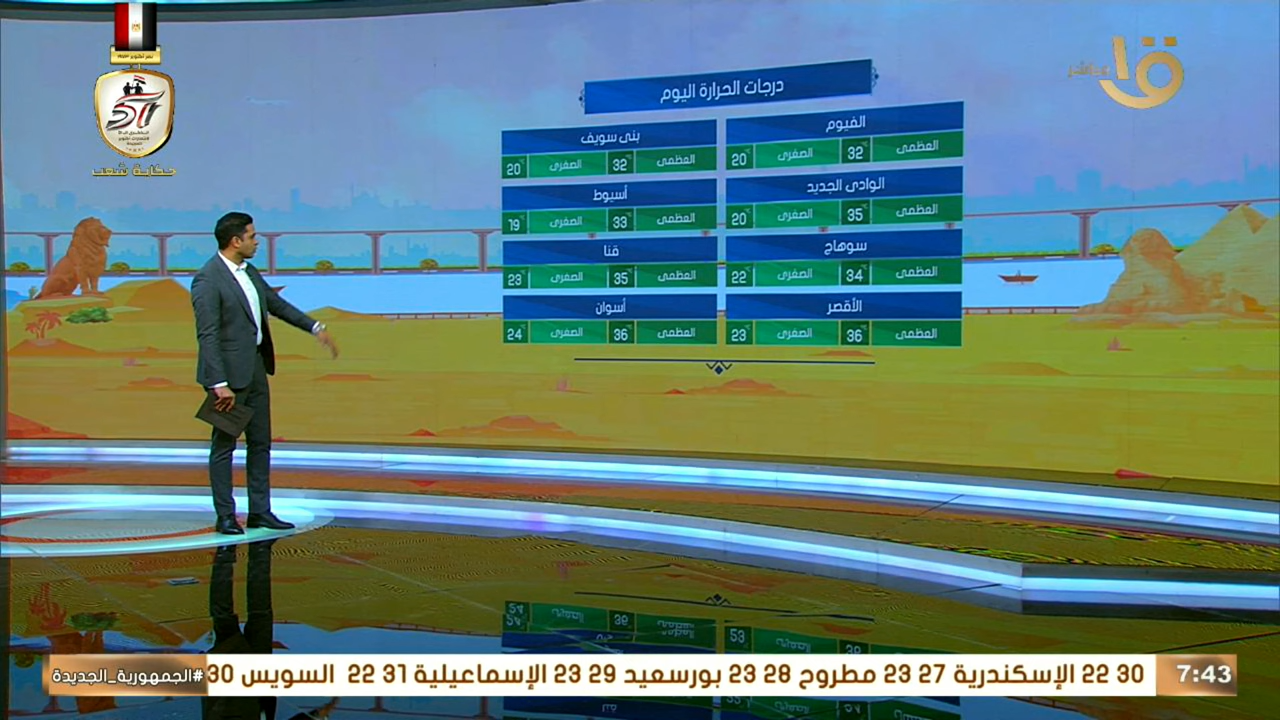 مباشر
حكاية شعب
درجات الحرارة اليوم
الفيوم
العظمى 32° الصغرى 20°
بنى سويف
العظمى 32° الصغرى 20°
الوادى الجديد
العظمى 35° الصغرى 20°
أسيوط
العظمى 33° الصغرى 19°
سوهاج
العظمى 34° الصغرى 22°
قنا
العظمى 35° الصغرى 23°
الأقصر
العظمى 36° الصغرى 23°
أسوان
العظمى 36° الصغرى 24°
7:43
30 22 الإسكندرية 27 23 مطروح 28 23 بورسعيد 29 23 الإسماعيلية 31 22 السويس 30
#الجمهورية_الجديدة